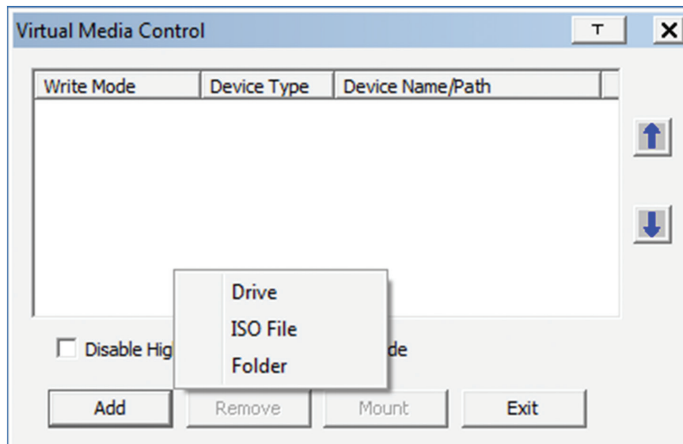 Virtual Media Control T
Write Mode Device Type Device Name/Path
Drive
ISO File
Folder
Disable Hig de
Add Remove Mount Exit